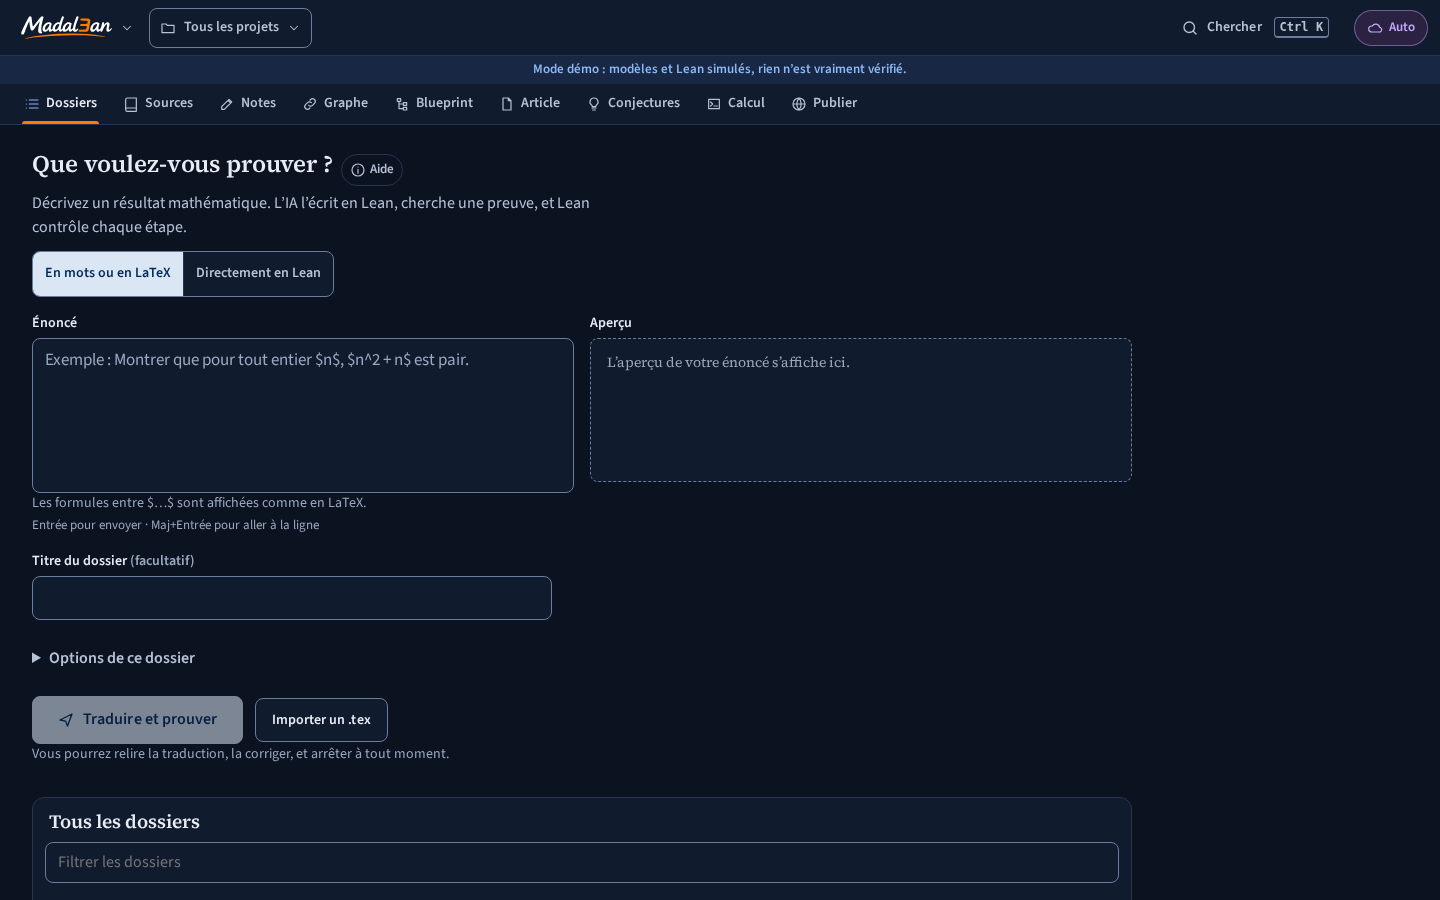 Madal3an
Tous les projets
Chercher
Ctrl K
Auto
Mode démo : modèles et Lean simulés, rien n’est vraiment vérifié.
Dossiers
Sources
Notes
Graphe
Blueprint
Article
Conjectures
Calcul
Publier
Que voulez-vous prouver ?
Aide
Décrivez un résultat mathématique. L’IA l’écrit en Lean, cherche une preuve, et Lean
contrôle chaque étape.
En mots ou en LaTeX
Directement en Lean
Énoncé
Aperçu
Exemple : Montrer que pour tout entier $n$, $n^2 + n$ est pair.
L’aperçu de votre énoncé s’affiche ici.
Les formules entre $…$ sont affichées comme en LaTeX.
Entrée pour envoyer · Maj+Entrée pour aller à la ligne
Titre du dossier (facultatif)
Options de ce dossier
Traduire et prouver
Importer un .tex
Vous pourrez relire la traduction, la corriger, et arrêter à tout moment.
Tous les dossiers
Filtrer les dossiers